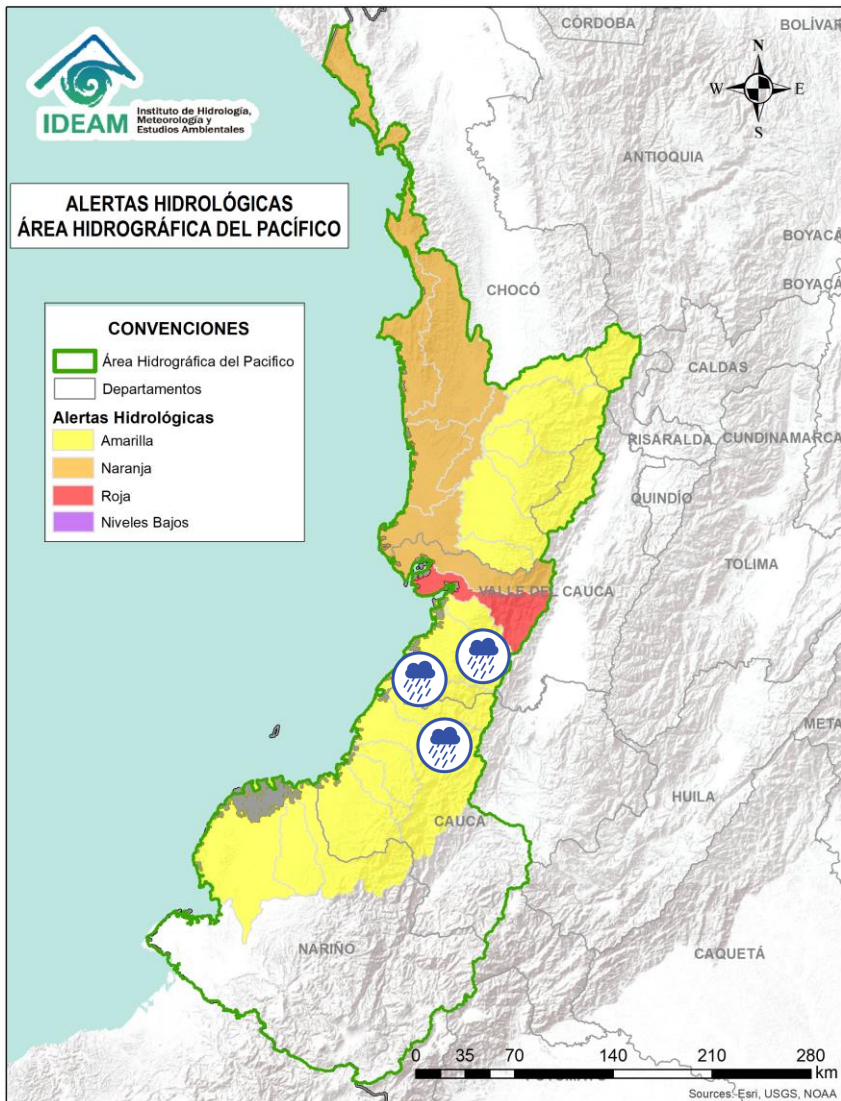 CÓRDOBA
BOLÍVAR
IDEAM
Instituto de Hidrología,
Meteorología y
Estudios Ambientales
N
W
E
S
ANTIOQUIA
ALERTAS HIDROLÓGICAS
ÁREA HIDROGRÁFICA DEL PACÍFICO
BOYACÁ
CHOCÓ
BOYACÁ
CONVENCIONES
Área Hidrográfica del Pacifico
Departamentos
Alertas Hidrológicas
Amarilla
Naranja
Roja
Niveles Bajos
CALDAS
RISARALDA
CUNDINAMARCA
QUINDÍO
TOLIMA
VALLE DEL CAUCA
META
HUILA
CAUCA
NARIÑO
CAQUETÁ
0 35 70 140 210 280
km
Sources: Esri, USGS, NOAA